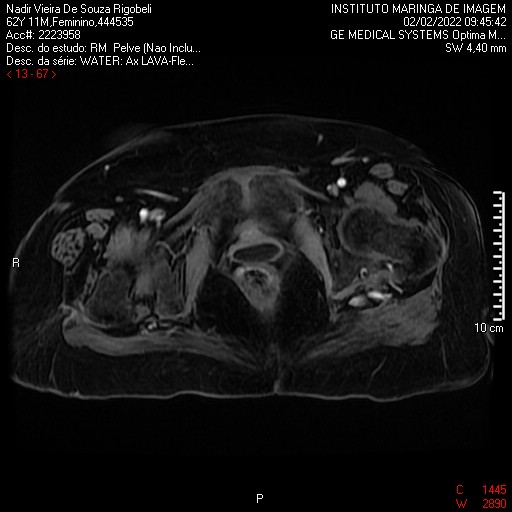 Nadir Vieira De Souza Rigobeli
62Y 11M,Feminino,444535
Acc#: 2223958
Desc. do estudo: RM Pelve (Nao Inclu...
Desc. da série: WATER: Ax LAVA-Fle...
< 13 - 67 >
INSTITUTO MARINGA DE IMAGEM
02/02/2022 09:45:42
GE MEDICAL SYSTEMS Optima M...
SW 4,40 mm
R
10 cm
P
C 1445
W 2890